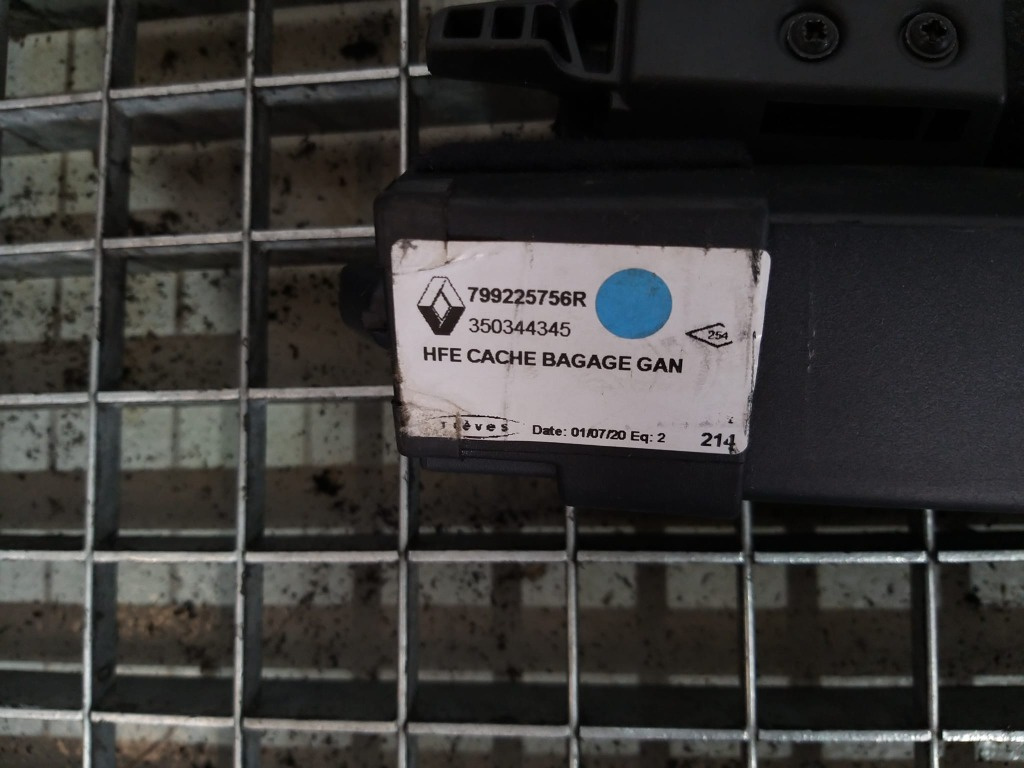 799225756R
350344345
254
HFE CACHE BAGAGE GAN
Date: 01/07/20 Eq: 2
214